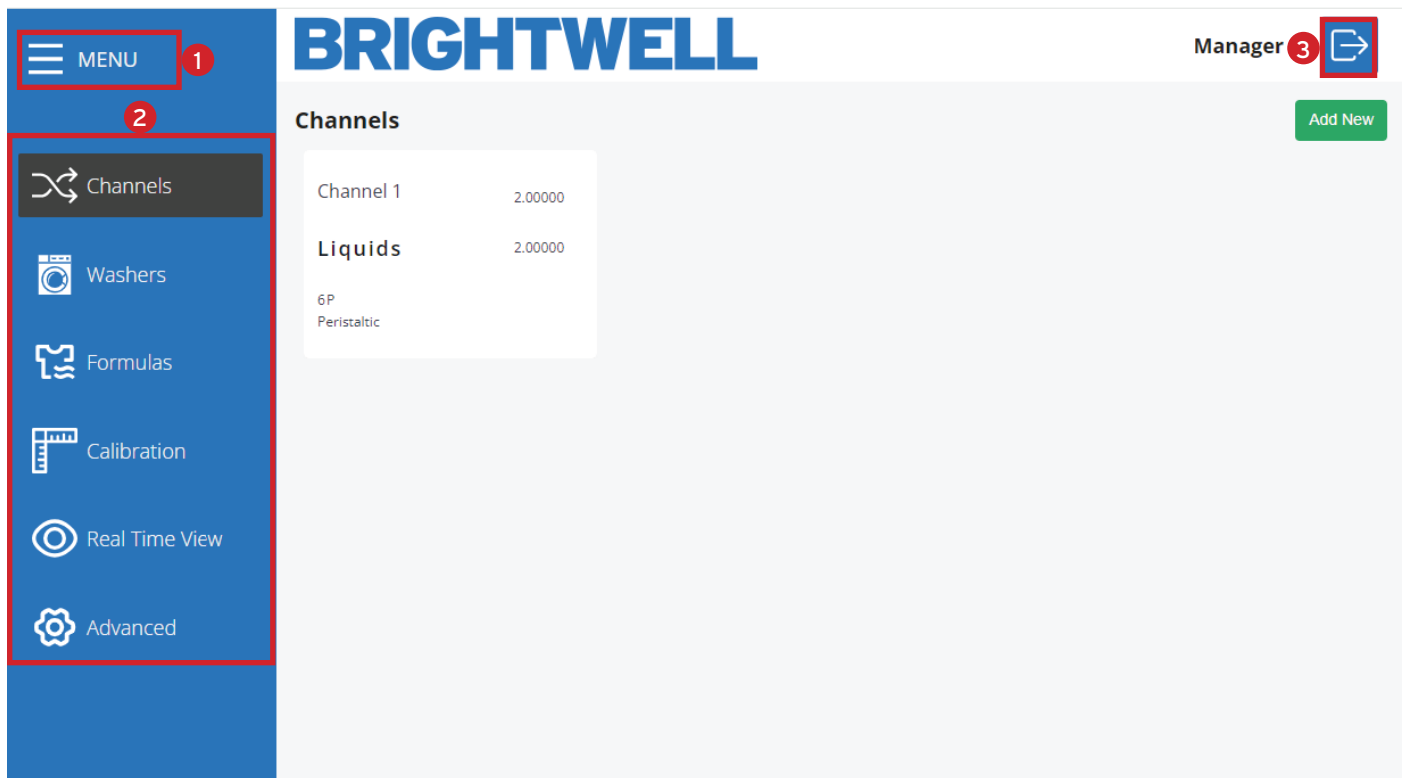 MENU
1
BRIGHTWELL
Manager
3
2
Channels
Add New
Channels
Washers
Formulas
Calibration
Real Time View
Advanced
Channel 1 2.00000
Liquids 2.00000
6P
Peristaltic